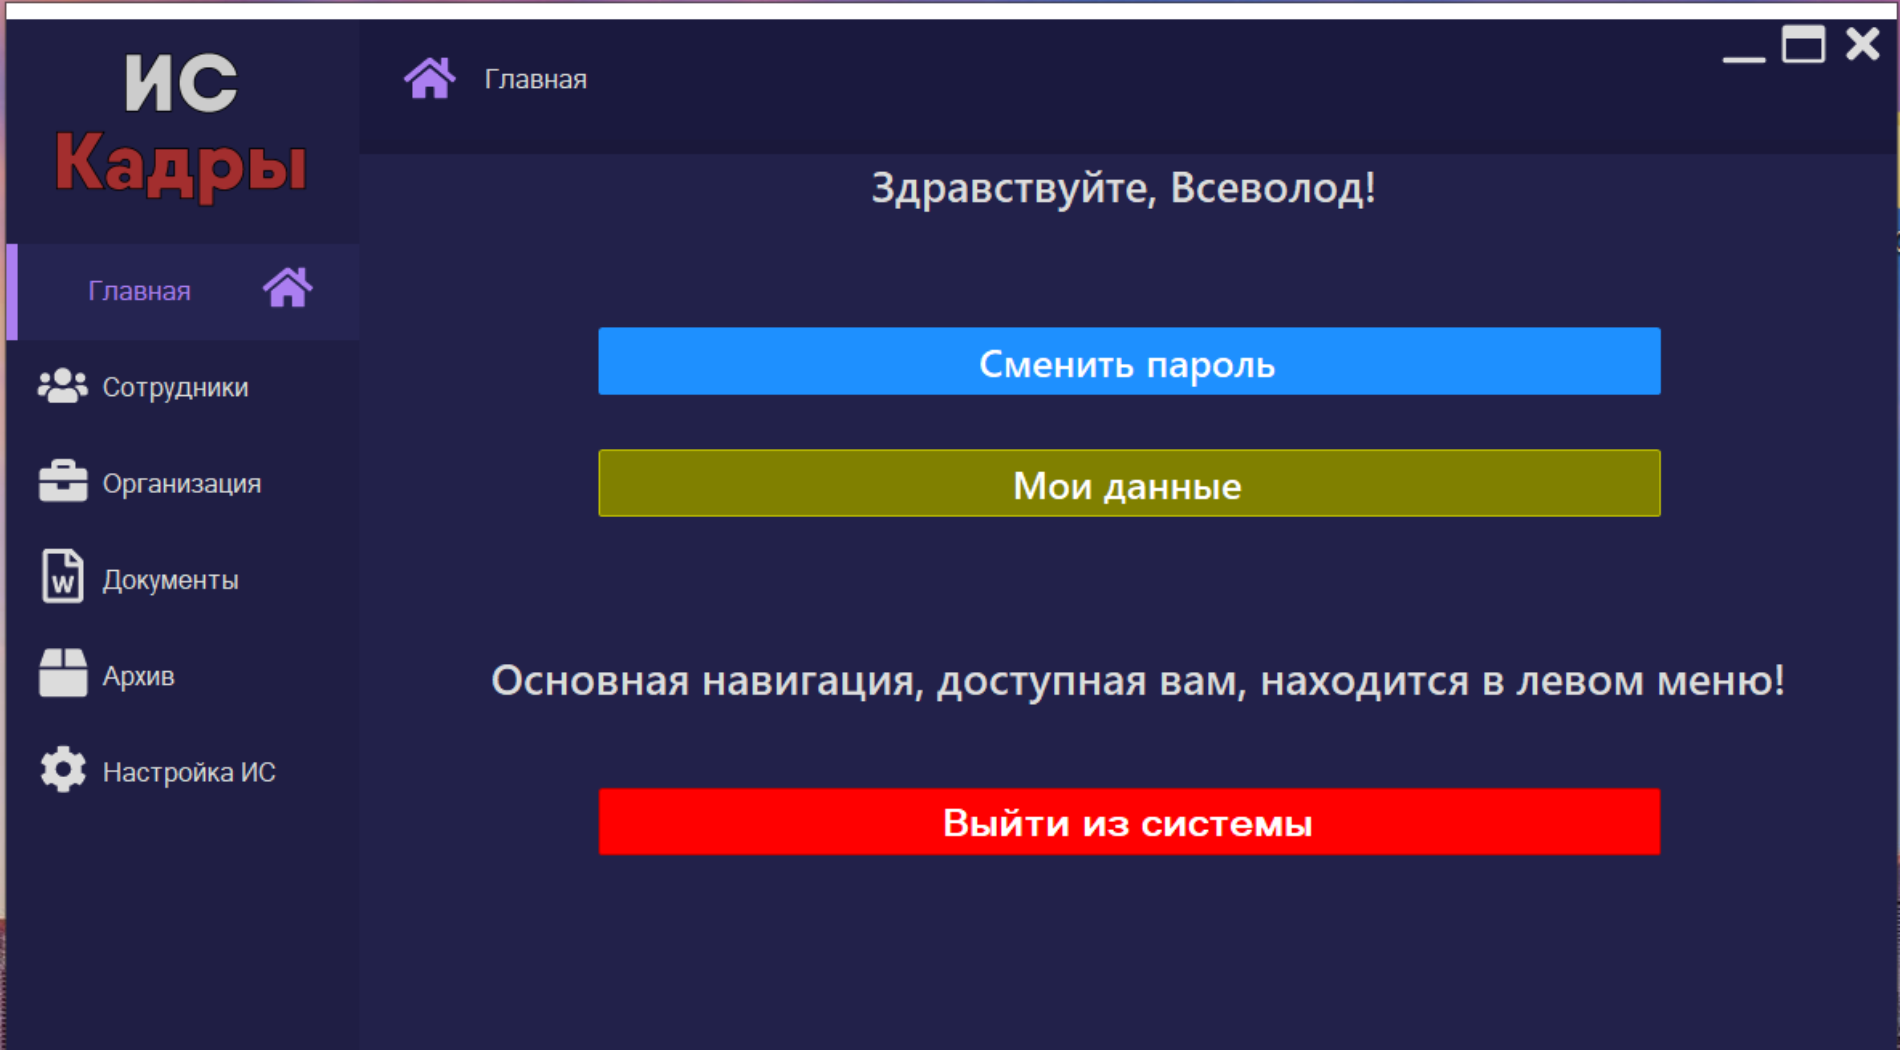 ИС
Кадры
Главная
Сотрудники
Организация
Документы
Архив
Настройка ИС
Главная
Здравствуйте, Всеволод!
Сменить пароль
Мои данные
Основная навигация, доступная вам, находится в левом меню!
Выйти из системы